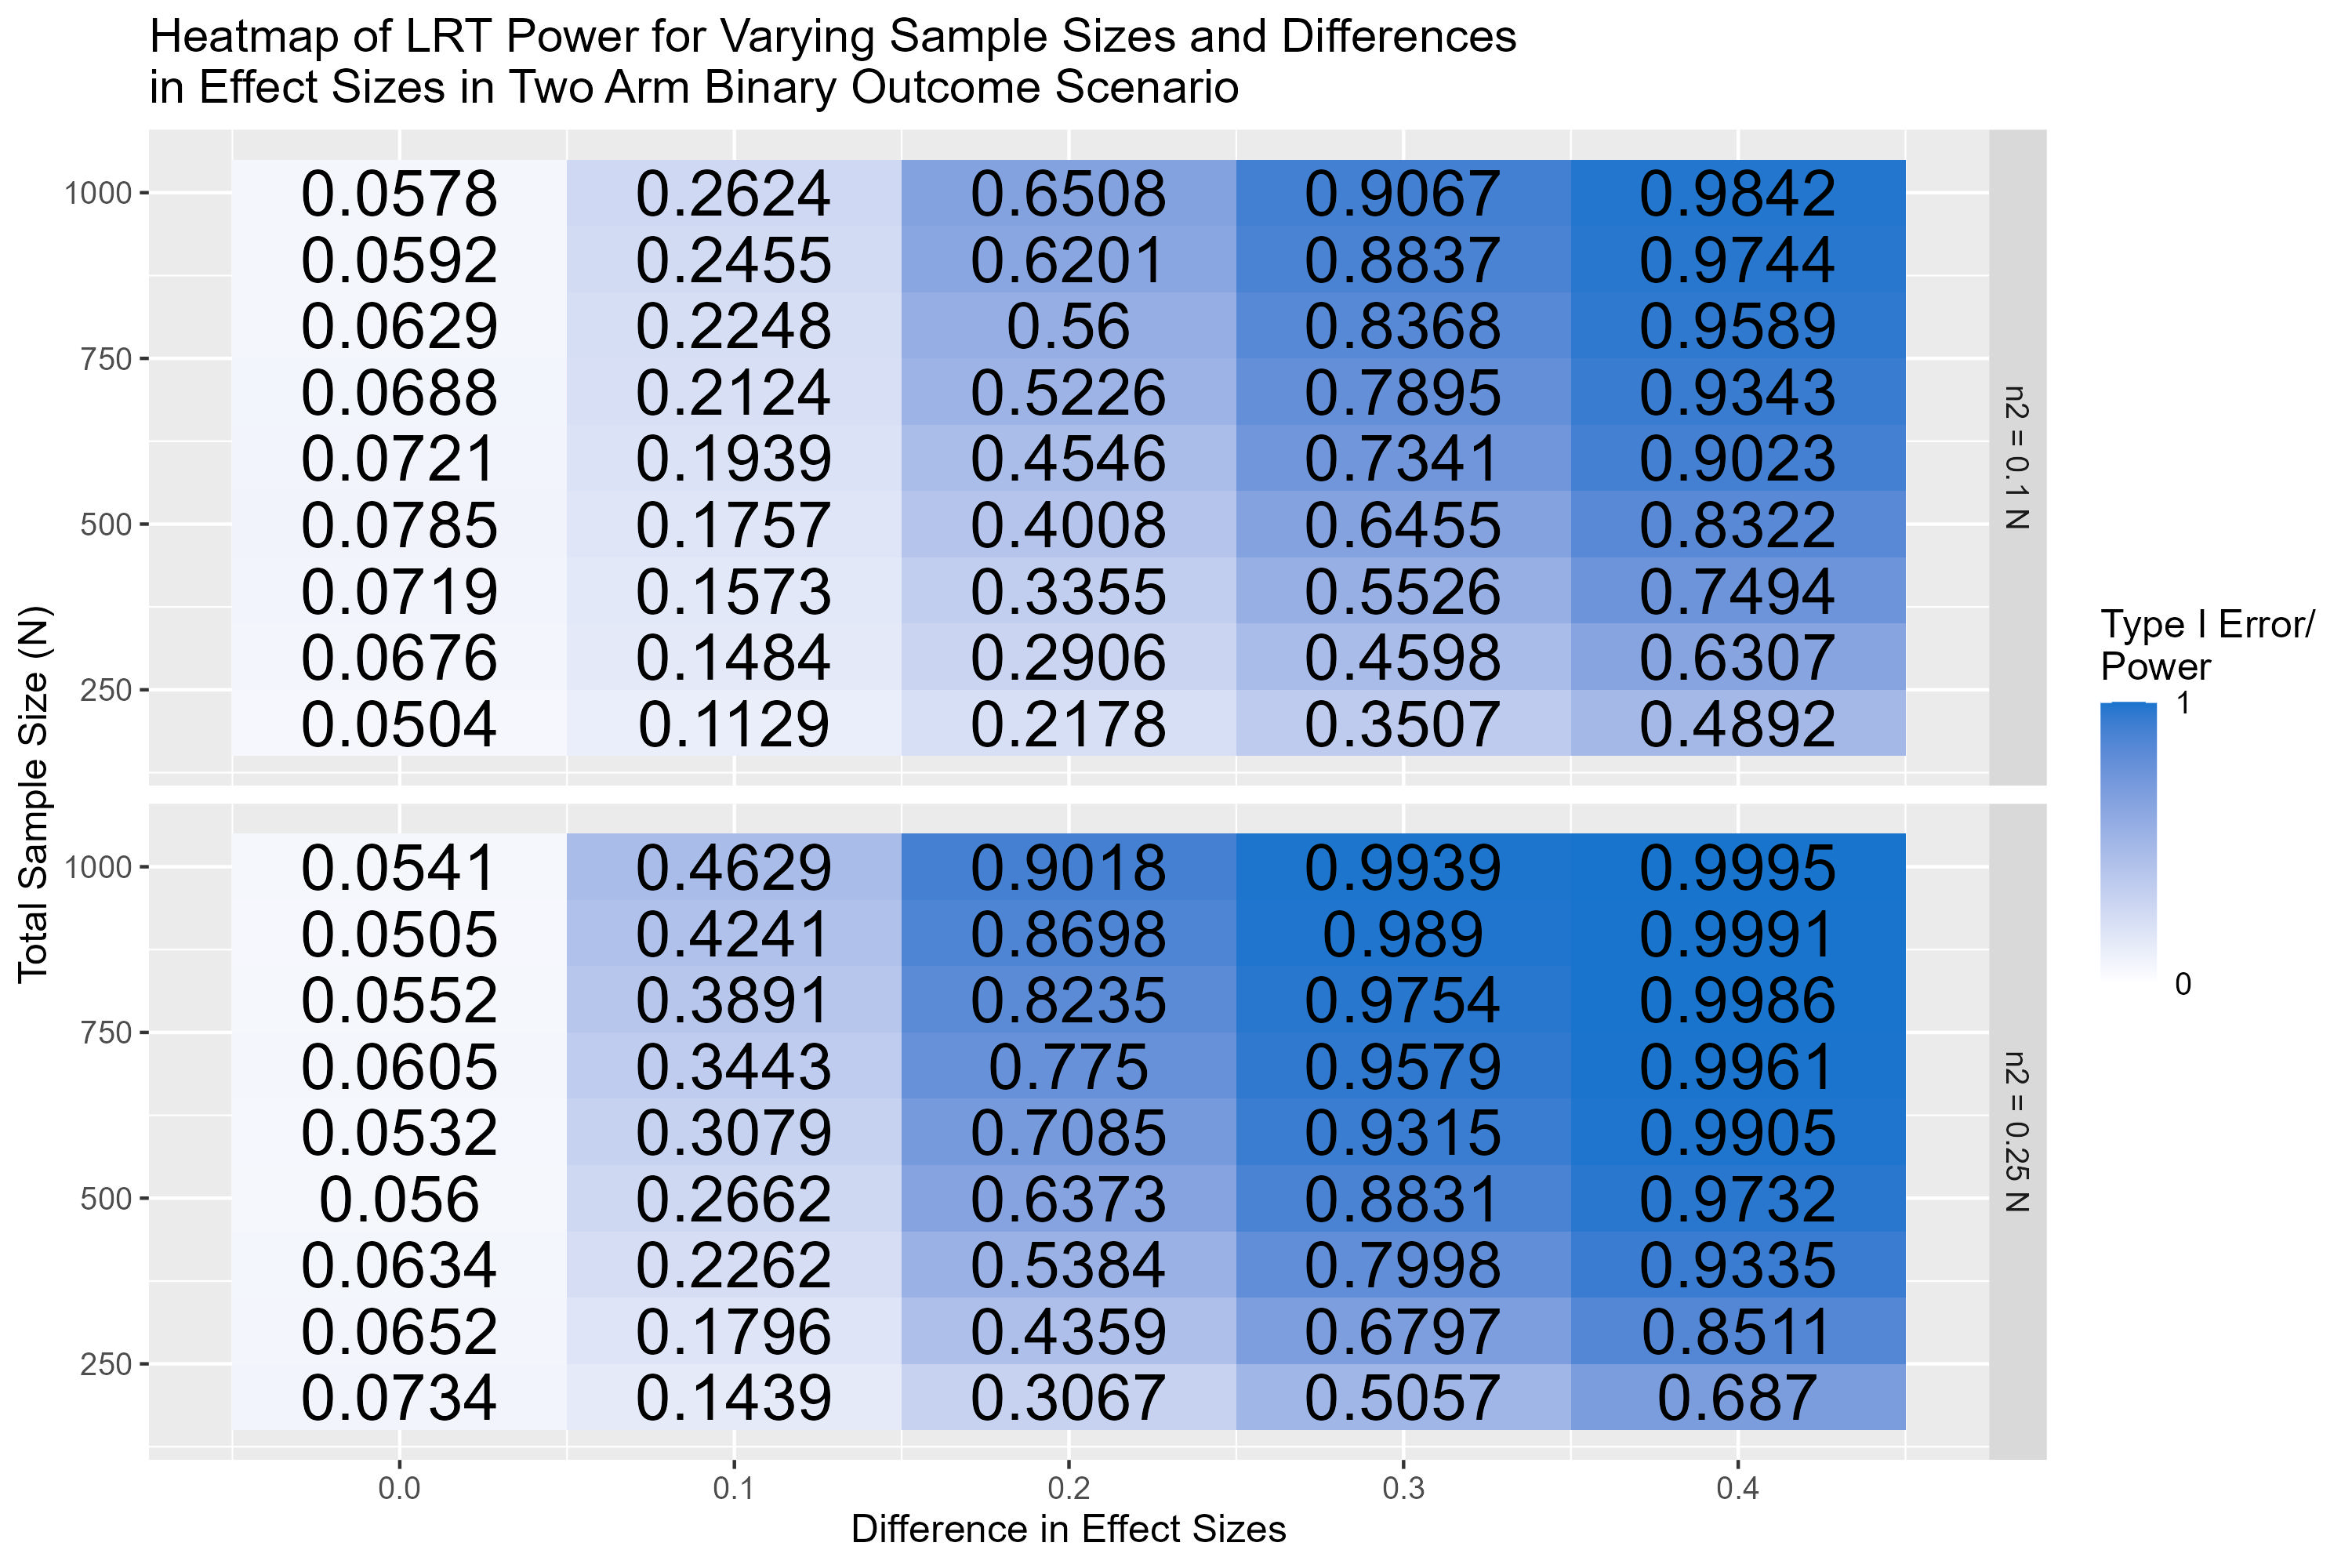 Heatmap of LRT Power for Varying Sample Sizes and Differences
in Effect Sizes in Two Arm Binary Outcome Scenario
Total Sample Size (N)
1000 0.0578 0.2624 0.6508 0.9067 0.9842
0.0592 0.2455 0.6201 0.8837 0.9744
0.0629 0.2248 0.56 0.8368 0.9589
750
0.0688 0.2124 0.5226 0.7895 0.9343
0.0721 0.1939 0.4546 0.7341 0.9023
500 0.0785 0.1757 0.4008 0.6455 0.8322
0.0719 0.1573 0.3355 0.5526 0.7494
0.0676 0.1484 0.2906 0.4598 0.6307
250
0.0504 0.1129 0.2178 0.3507 0.4892
n2 = 0.1 N
1000 0.0541 0.4629 0.9018 0.9939 0.9995
0.0505 0.4241 0.8698 0.989 0.9991
0.0552 0.3891 0.8235 0.9754 0.9986
750
0.0605 0.3443 0.775 0.9579 0.9961
0.0532 0.3079 0.7085 0.9315 0.9905
500 0.056 0.2662 0.6373 0.8831 0.9732
0.0634 0.2262 0.5384 0.7998 0.9335
0.0652 0.1796 0.4359 0.6797 0.8511
250
0.0734 0.1439 0.3067 0.5057 0.687
n2 = 0.25 N
0.0 0.1 0.2 0.3 0.4
Difference in Effect Sizes
Type I Error/
Power
1
0